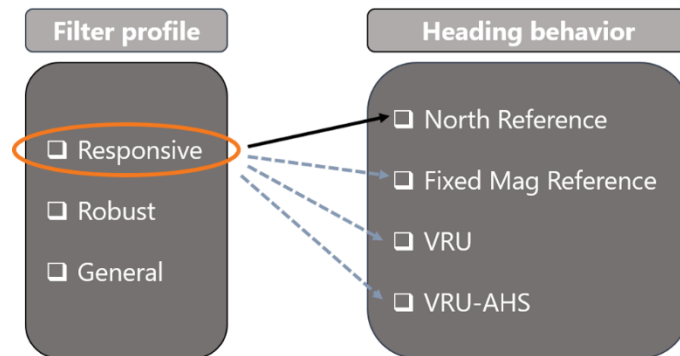 Filter profile
Responsive
Robust
General
Heading behavior
North Reference
Fixed Mag Reference
VRU
VRU-AHS